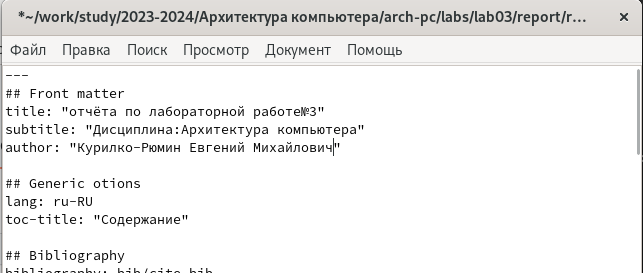 *~/work/study/2023-2024/Архитектура компьютера/arch-pc/labs/lab03/report/r...
Файл Правка Поиск Просмотр Документ Помощь
---
## Front matter
title: "отчёта по лабораторной работе№3"
subtitle: "Дисциплина:Архитектура компьютера"
author: "Курилко-Рюмин Евгений Михайлович"
## Generic otions
lang: ru-RU
toc-title: "Содержание"
## Bibliography
bibliography: bib/cite.bib